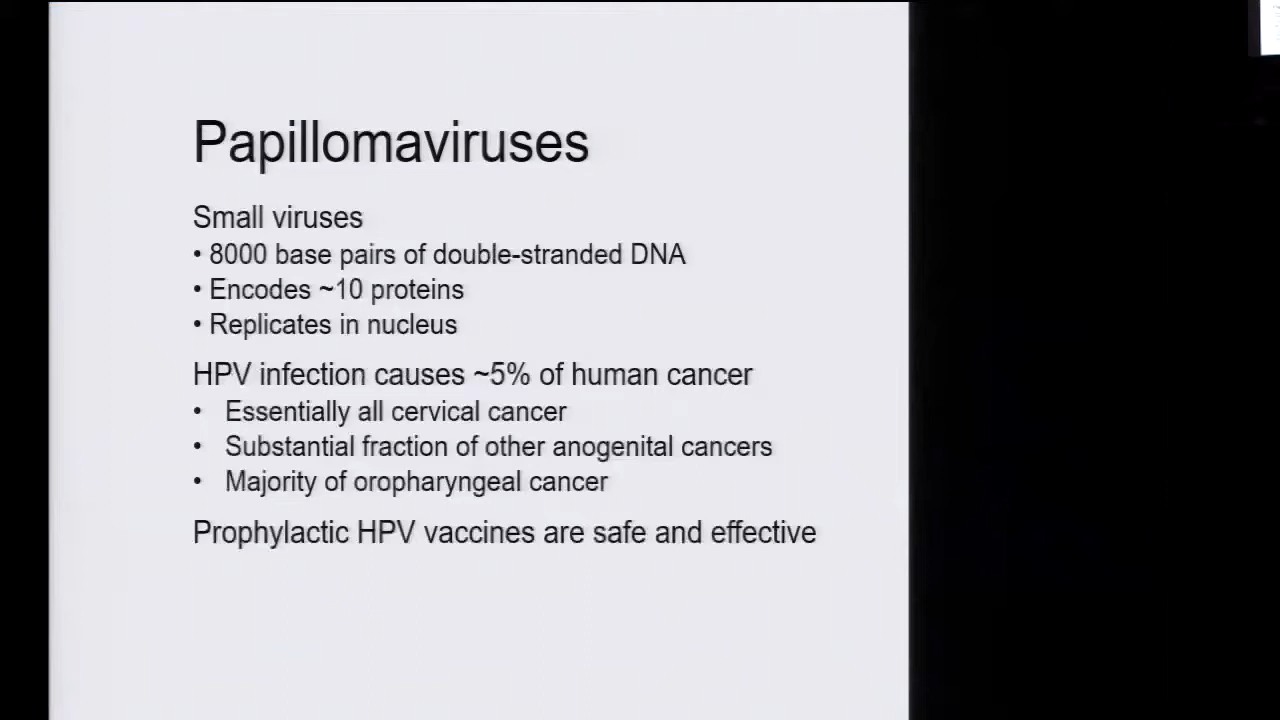 Papillomaviruses
Small viruses
• 8000 base pairs of double-stranded DNA
• Encodes ~10 proteins
• Replicates in nucleus
HPV infection causes ~5% of human cancer
• Essentially all cervical cancer
• Substantial fraction of other anogenital cancers
• Majority of oropharyngeal cancer
Prophylactic HPV vaccines are safe and effective